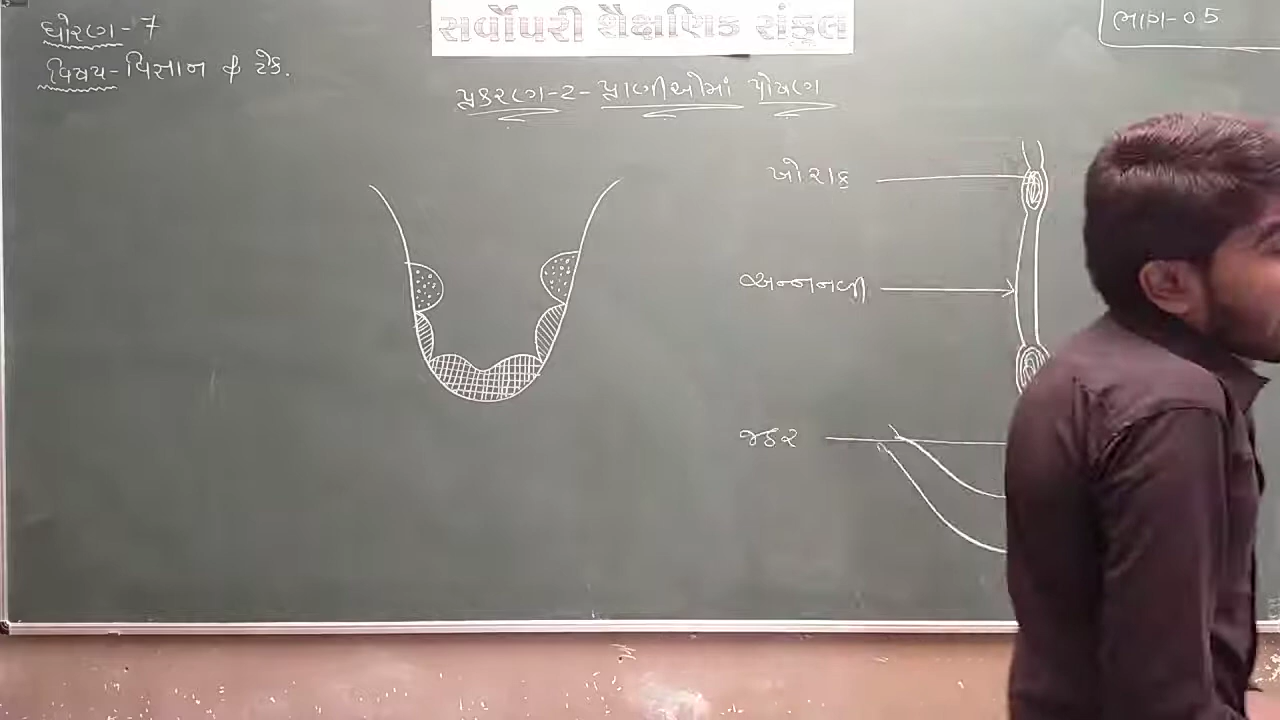 ધોરણ-7
વિષય-વિજ્ઞાન & ટેક.
સર્વોપરી શૈક્ષણિક સંકુલ
ભાગ-05
પ્રકરણ-2-પ્રાણીઓમાં પોષણ
ખોરાક
અન્નનળી
જઠર